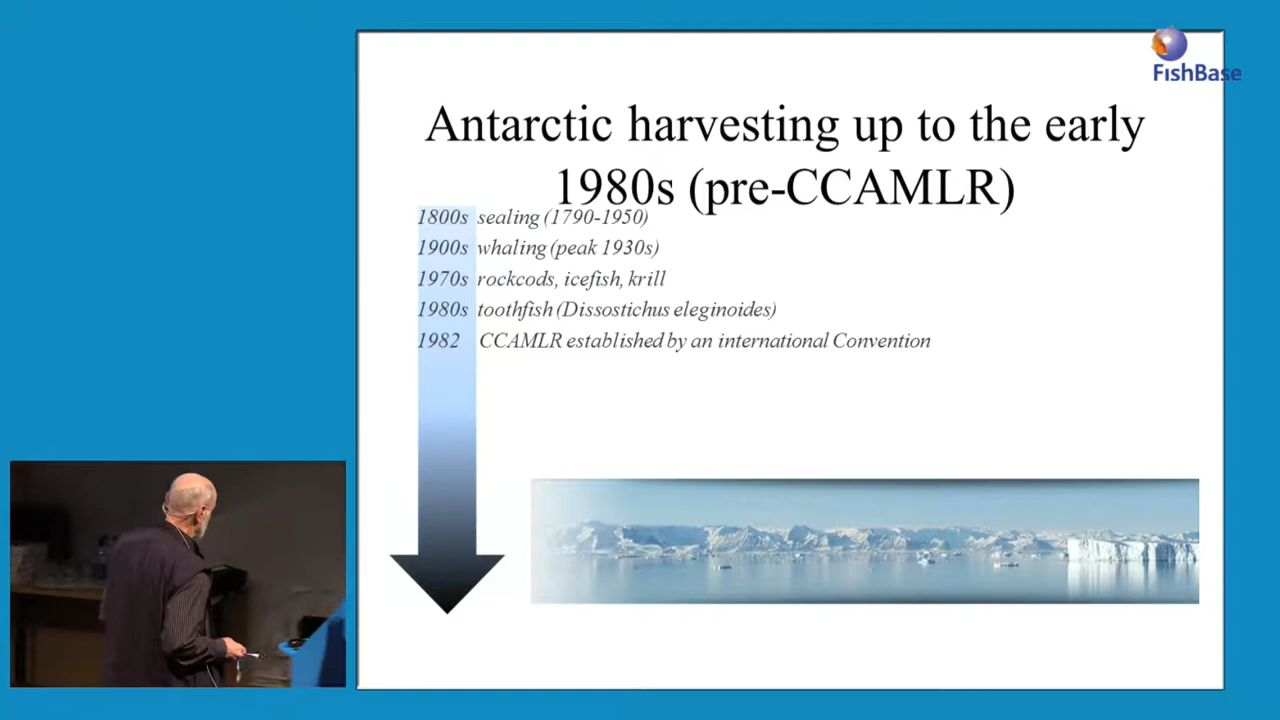 FishBase
Antarctic harvesting up to the early
1980s (pre-CCAMLR)
1800s sealing (1790-1950)
1900s whaling (peak 1930s)
1970s rockcods, icefish, krill
1980s toothfish (Dissostichus eleginoides)
1982 CCAMLR established by an international Convention